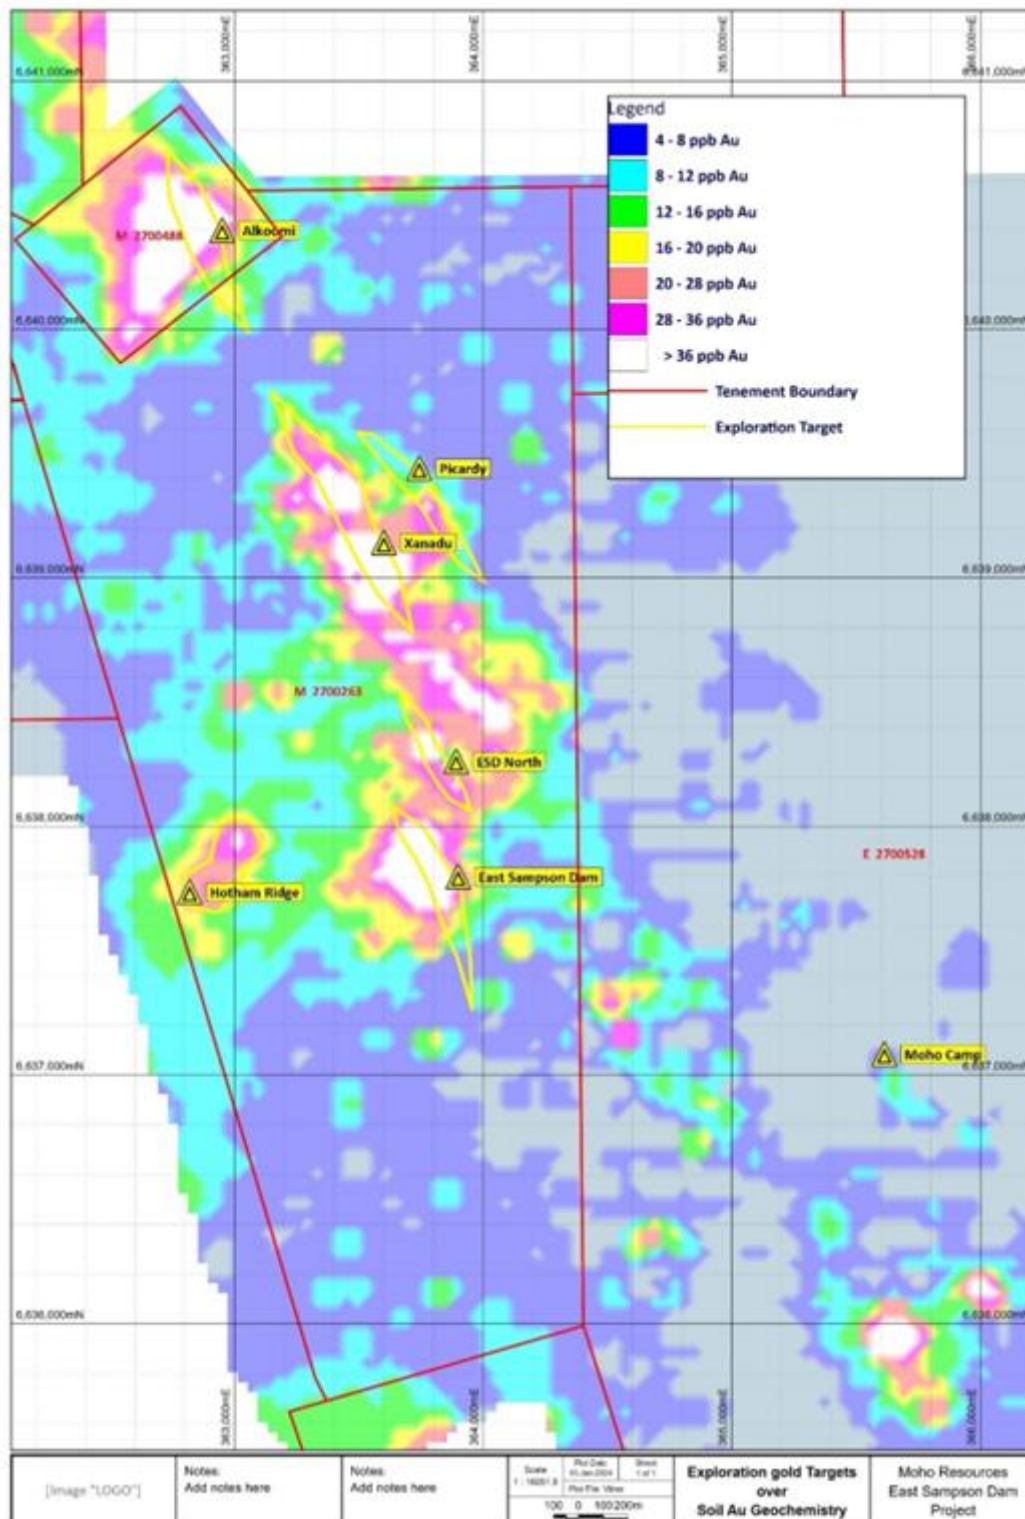 363,000mE
364,000mE
365,000mE
366,000mE
6,641,000mN
6,641,000mN
Legend
4 - 8 ppb Au
8 - 12 ppb Au
12 - 16 ppb Au
16 - 20 ppb Au
20 - 28 ppb Au
28 - 36 ppb Au
> 36 ppb Au
Tenement Boundary
Exploration Target
M 2700488
Alkoomi
6,640,000mN
6,640,000mN
Picardy
Xanadu
6,639,000mN
6,639,000mN
M 2700263
ESD North
6,638,000mN
6,638,000mN
E 2700528
East Sampson Dam
Hotham Ridge
Moho Camp
6,637,000mN
6,637,000mN
6,636,000mN
6,636,000mN
363,000mE
364,000mE
365,000mE
366,000mE
[Image "LOGO"]
Notes:
Add notes here
Notes:
Add notes here
Scale
Plot Date
Sheet
1 of 1
100 0 100 200m
Exploration gold Targets
over
Soil Au Geochemistry
Moho Resources
East Sampson Dam
Project